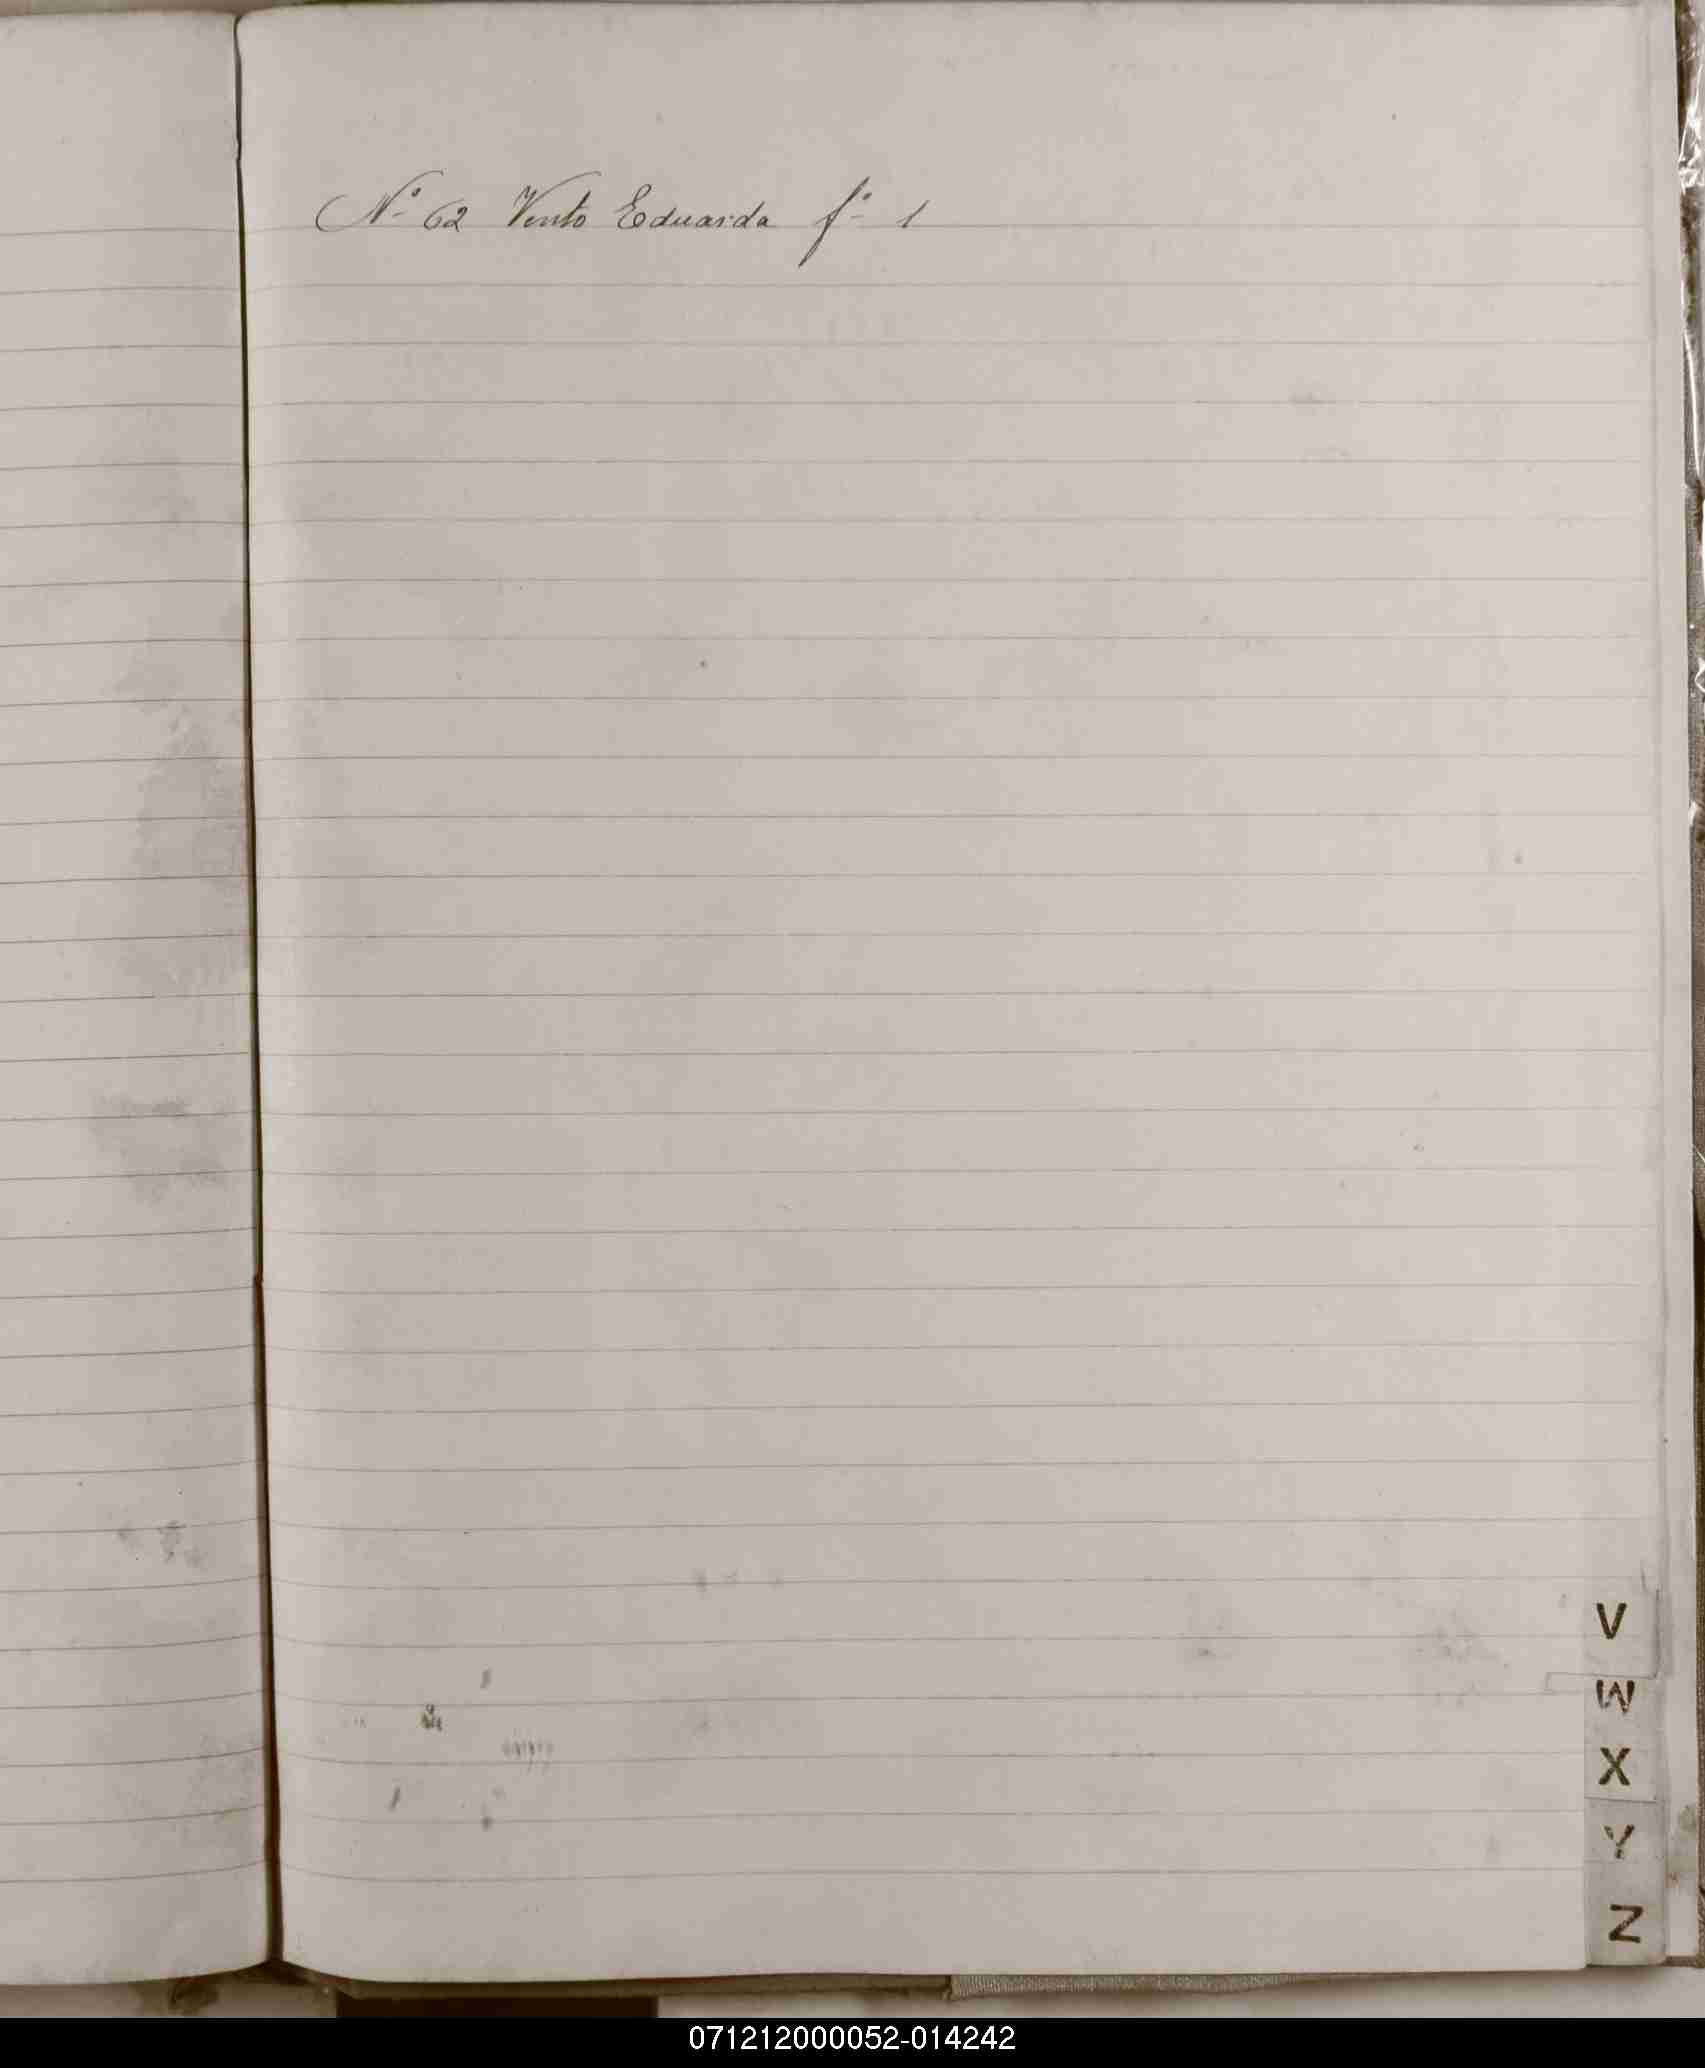 Nº 62 Vento Eduarda fº 1
V
W
X
Y
Z
071212000052-014242